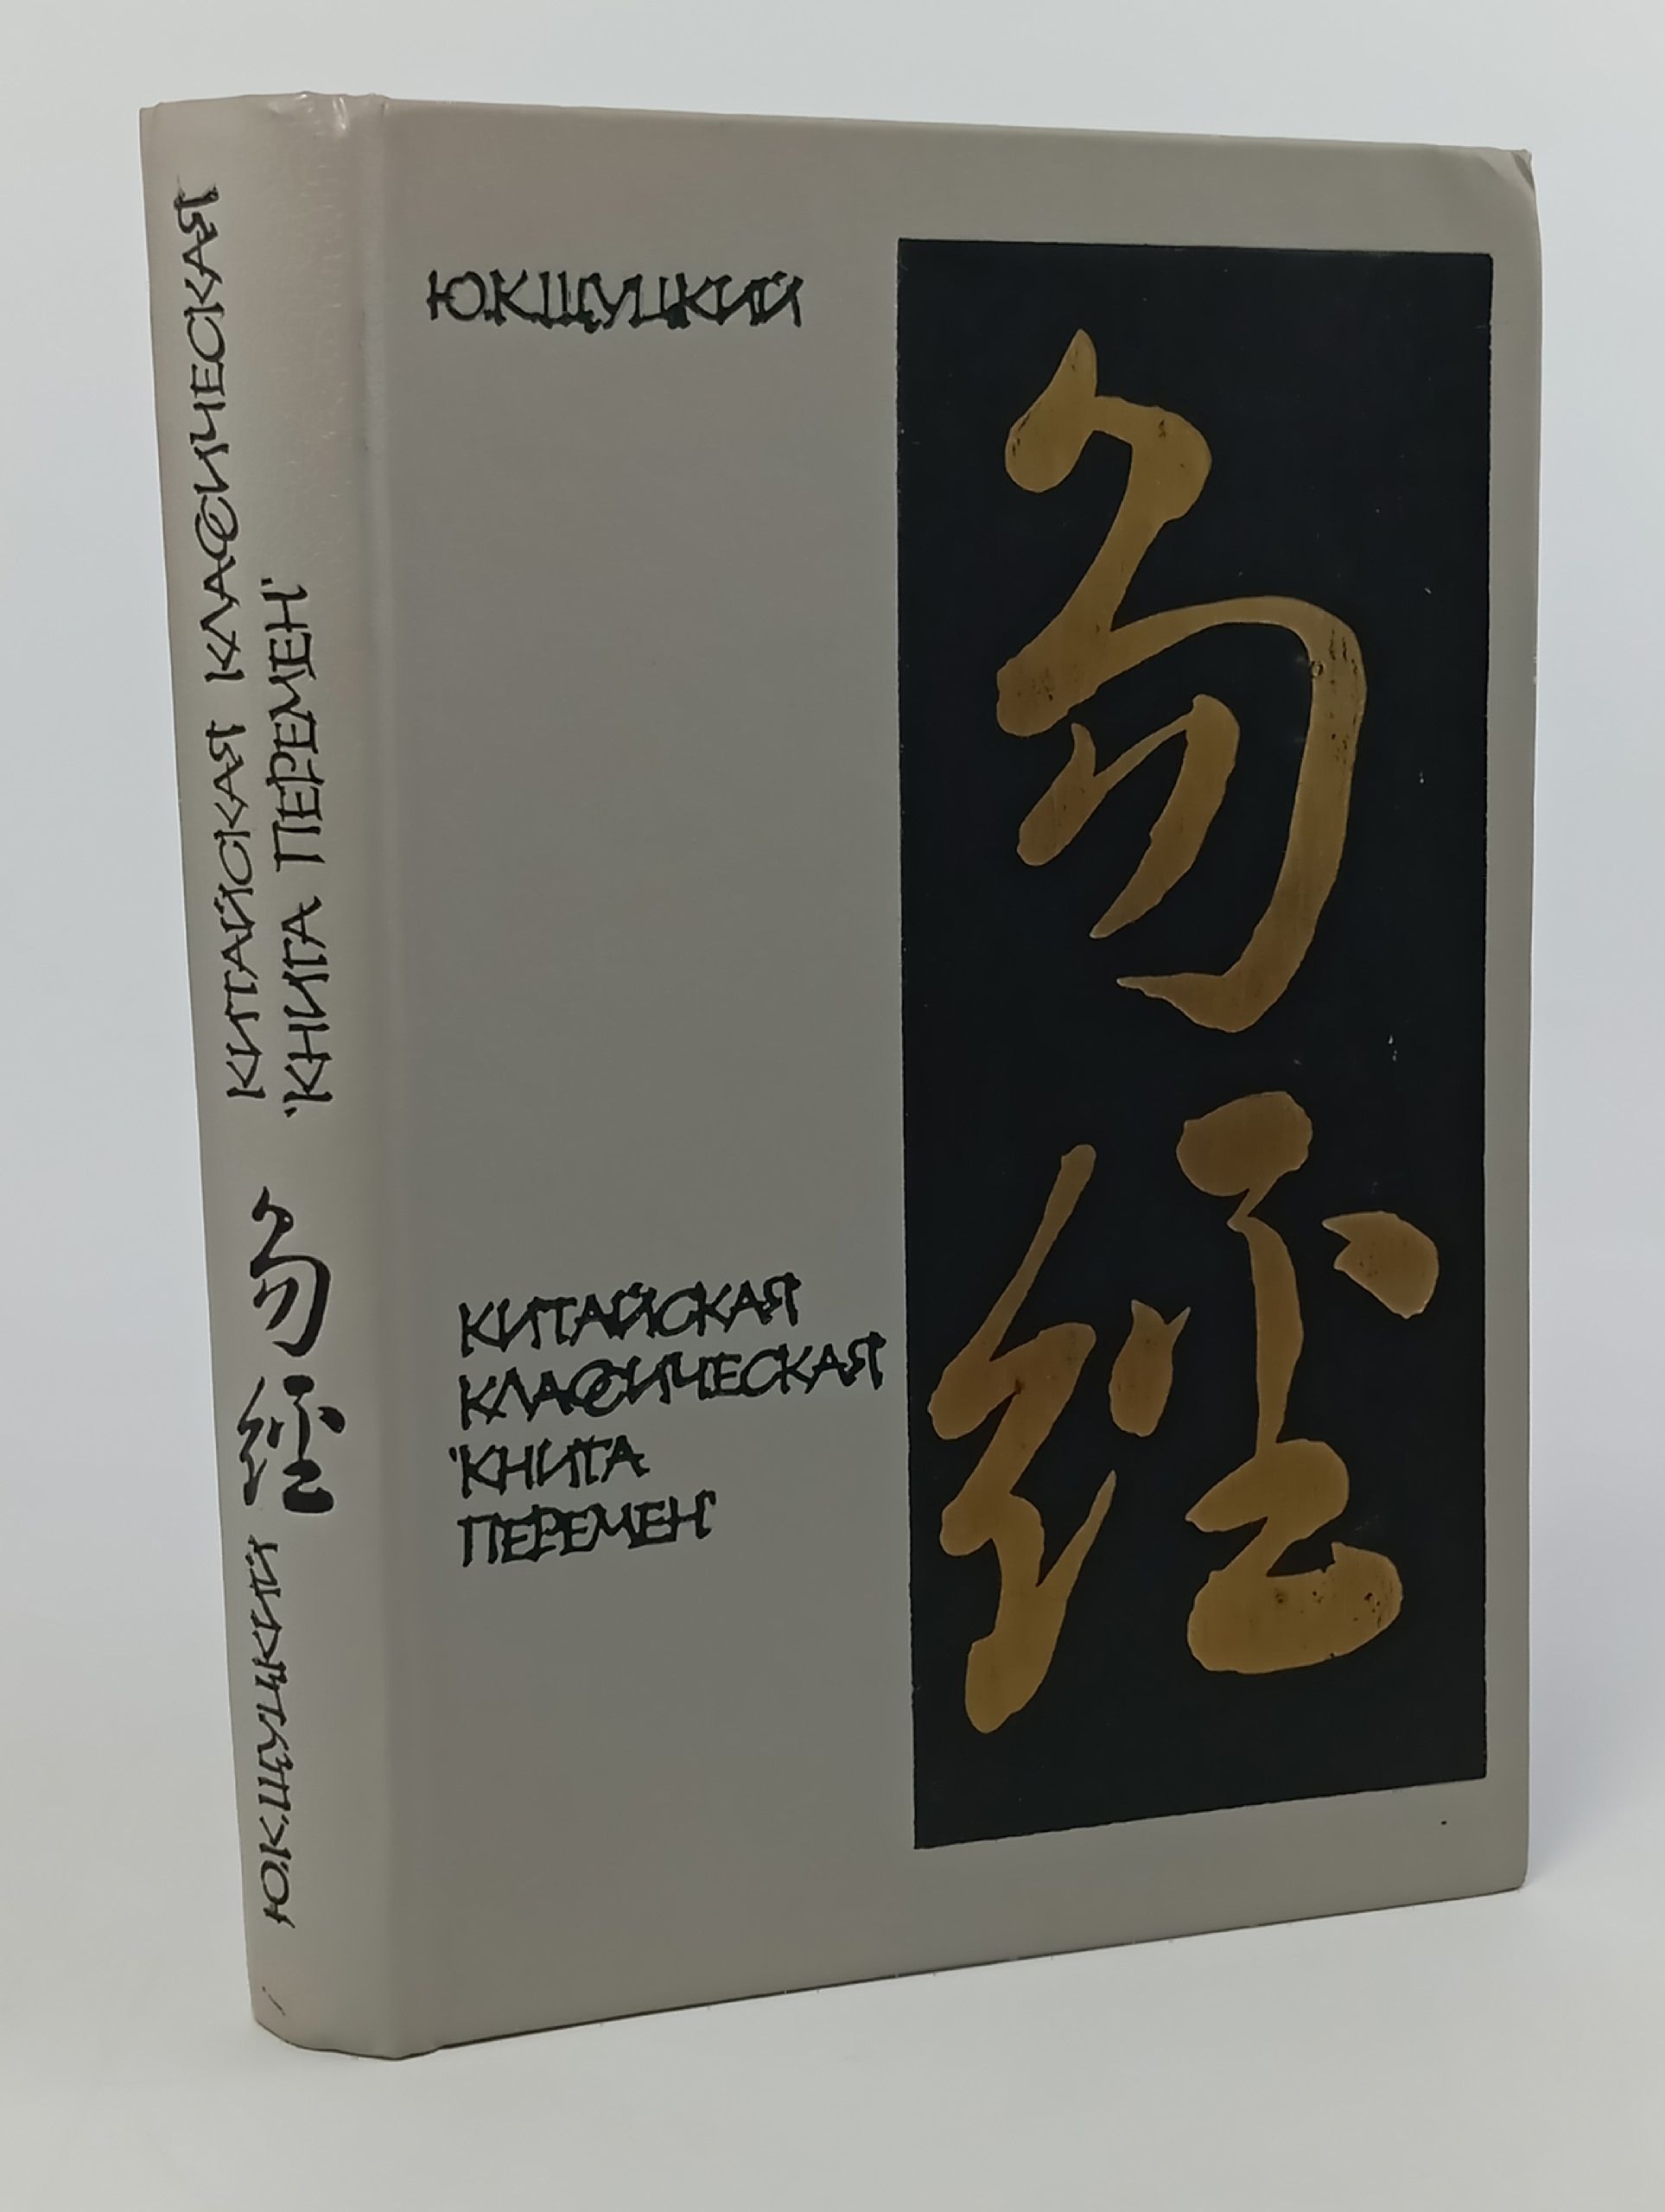 Ю.К.ЩУЦКИЙ
КИТАЙСКАЯ
КЛАССИЧЕСКАЯ
"КНИГА
ПЕРЕМЕН"
易
經
КИТАЙСКАЯ КЛАССИЧЕСКАЯ
"КНИГА ПЕРЕМЕН"
易經
Ю.К.ЩУЦКИЙ